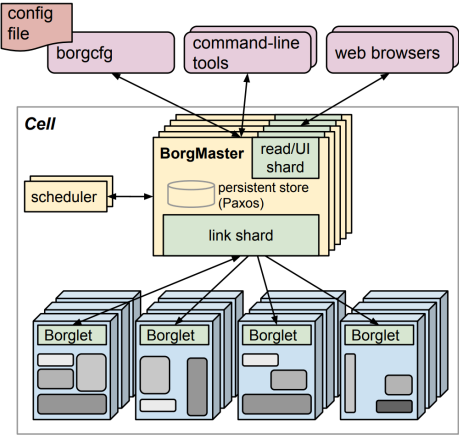 config
file
borgcfg
command-line
tools
web browsers
Cell
BorgMaster
read/UI
shard
persistent store
(Paxos)
scheduler
link shard
Borglet
Borglet
Borglet
Borglet